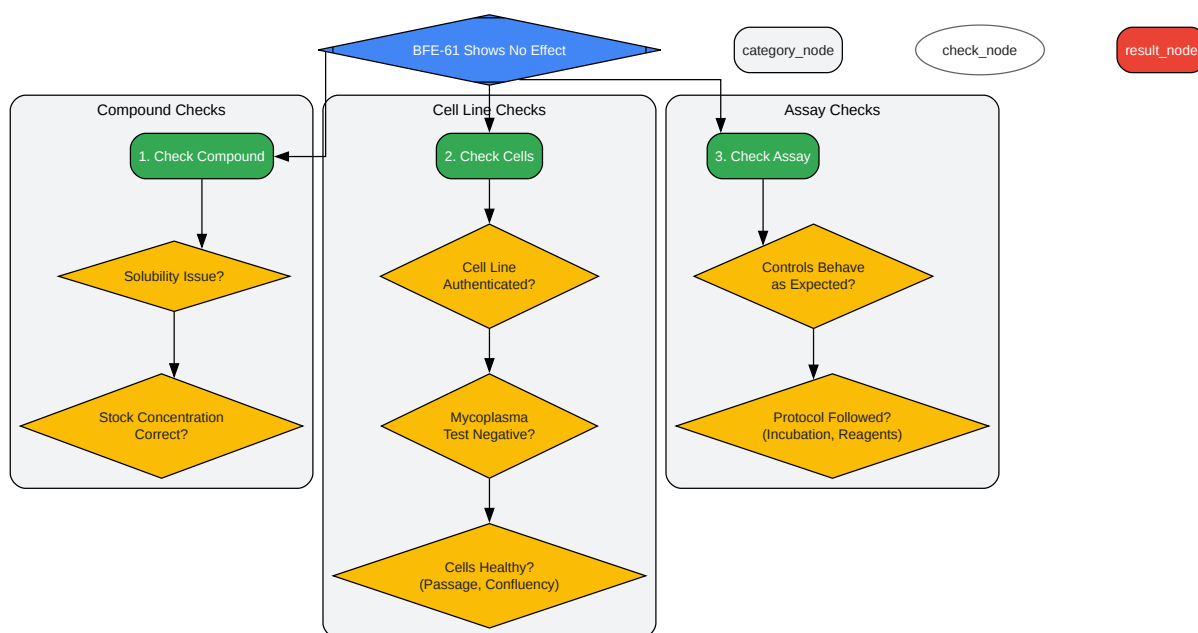 BFE-61 Shows No Effect
category_node
check_node
result_node
Compound Checks
1. Check Compound
Solubility Issue?
Stock Concentration
Correct?
Cell Line Checks
2. Check Cells
Cell Line
Authenticated?
Mycoplasma
Test Negative?
Cells Healthy?
(Passage, Confluency)
Assay Checks
3. Check Assay
Controls Behave
as Expected?
Protocol Followed?
(Incubation, Reagents)